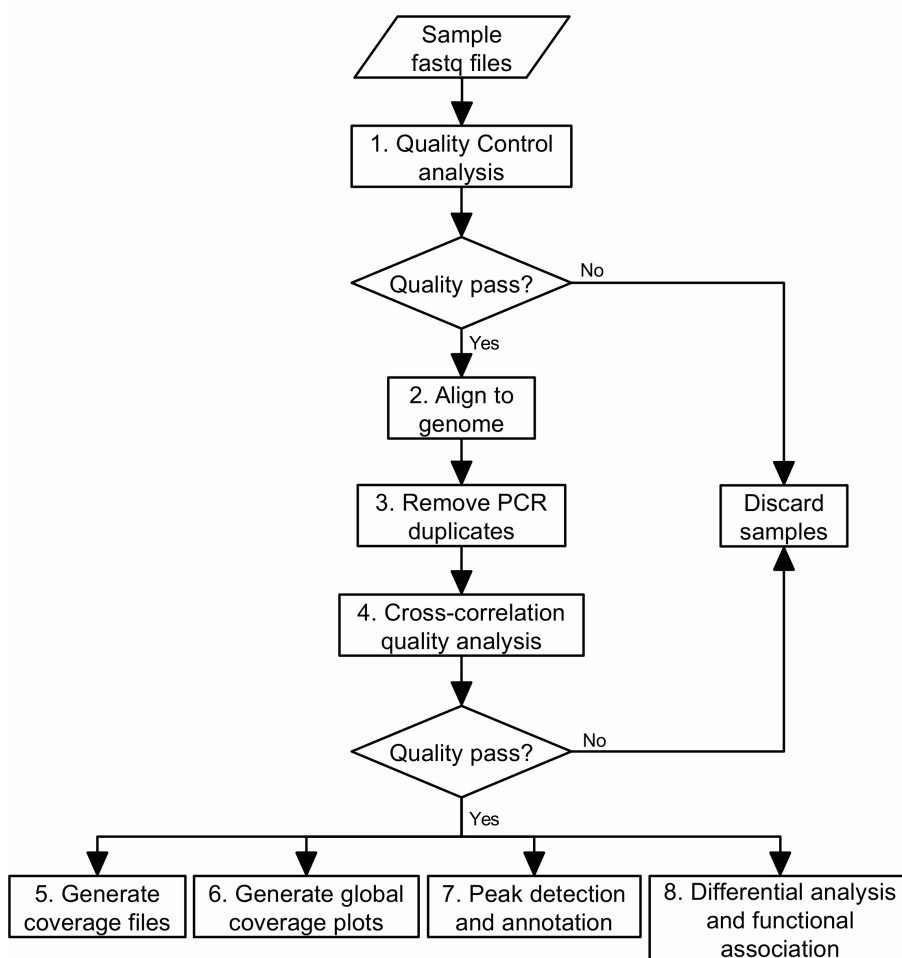 Sample
fastq files
1. Quality Control
analysis
Quality pass?
No
Yes
2. Align to
genome
3. Remove PCR
duplicates
Discard
samples
4. Cross-correlation
quality analysis
Quality pass?
No
Yes
5. Generate
coverage files
6. Generate global
coverage plots
7. Peak detection
and annotation
8. Differential analysis
and functional
association